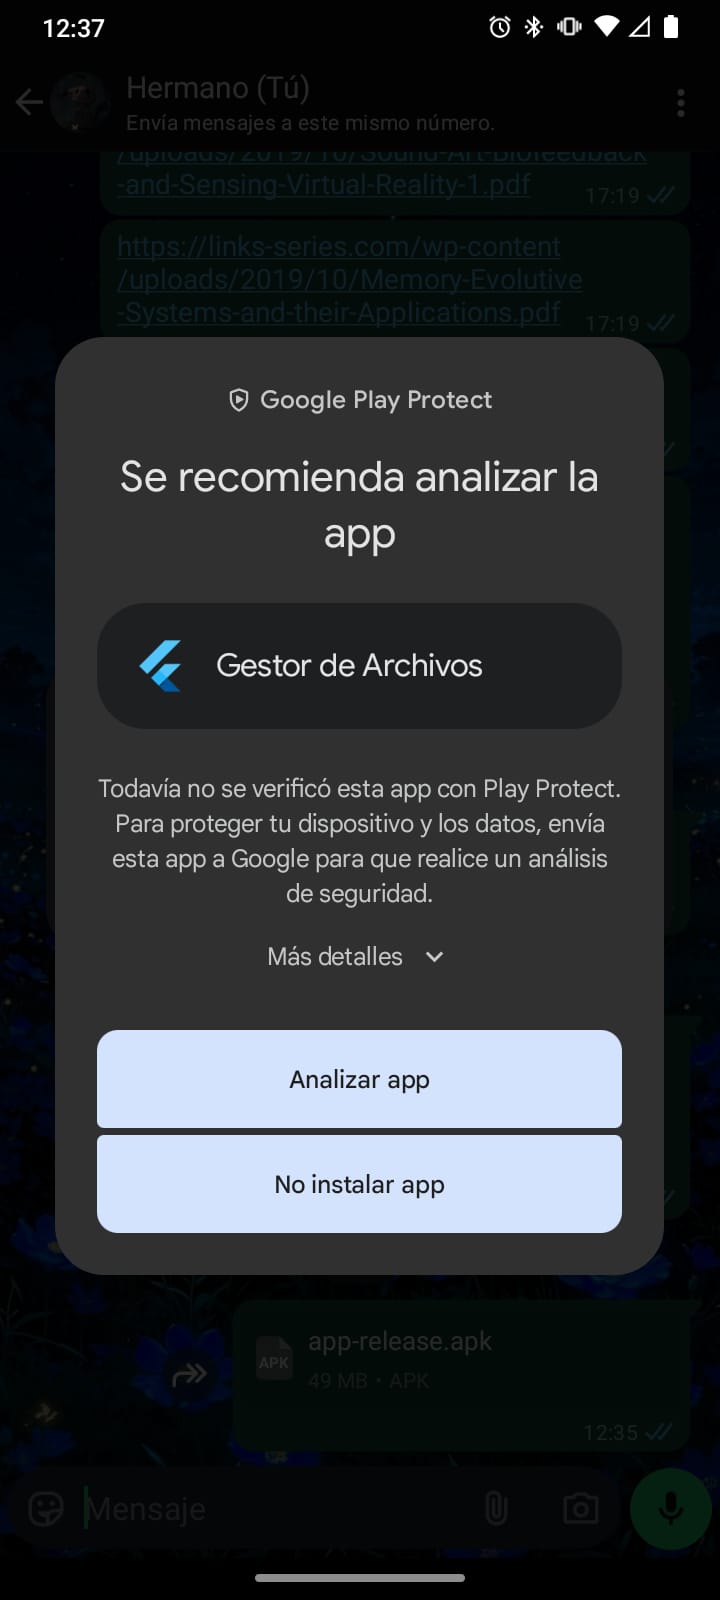 12:37
Hermano (Tú)
Envía mensajes a este mismo número.
/uploads/2019/10/Sound-Art-Biofeedback
-and-Sensing-Virtual-Reality-1.pdf
17:19
https://links-series.com/wp-content
/uploads/2019/10/Memory-Evolutive
-Systems-and-their-Applications.pdf
17:19
Google Play Protect
Se recomienda analizar la
app
Gestor de Archivos
Todavía no se verificó esta app con Play Protect.
Para proteger tu dispositivo y los datos, envía
esta app a Google para que realice un análisis
de seguridad.
Más detalles
Analizar app
No instalar app
APK
app-release.apk
49 MB • APK
12:35
Mensaje